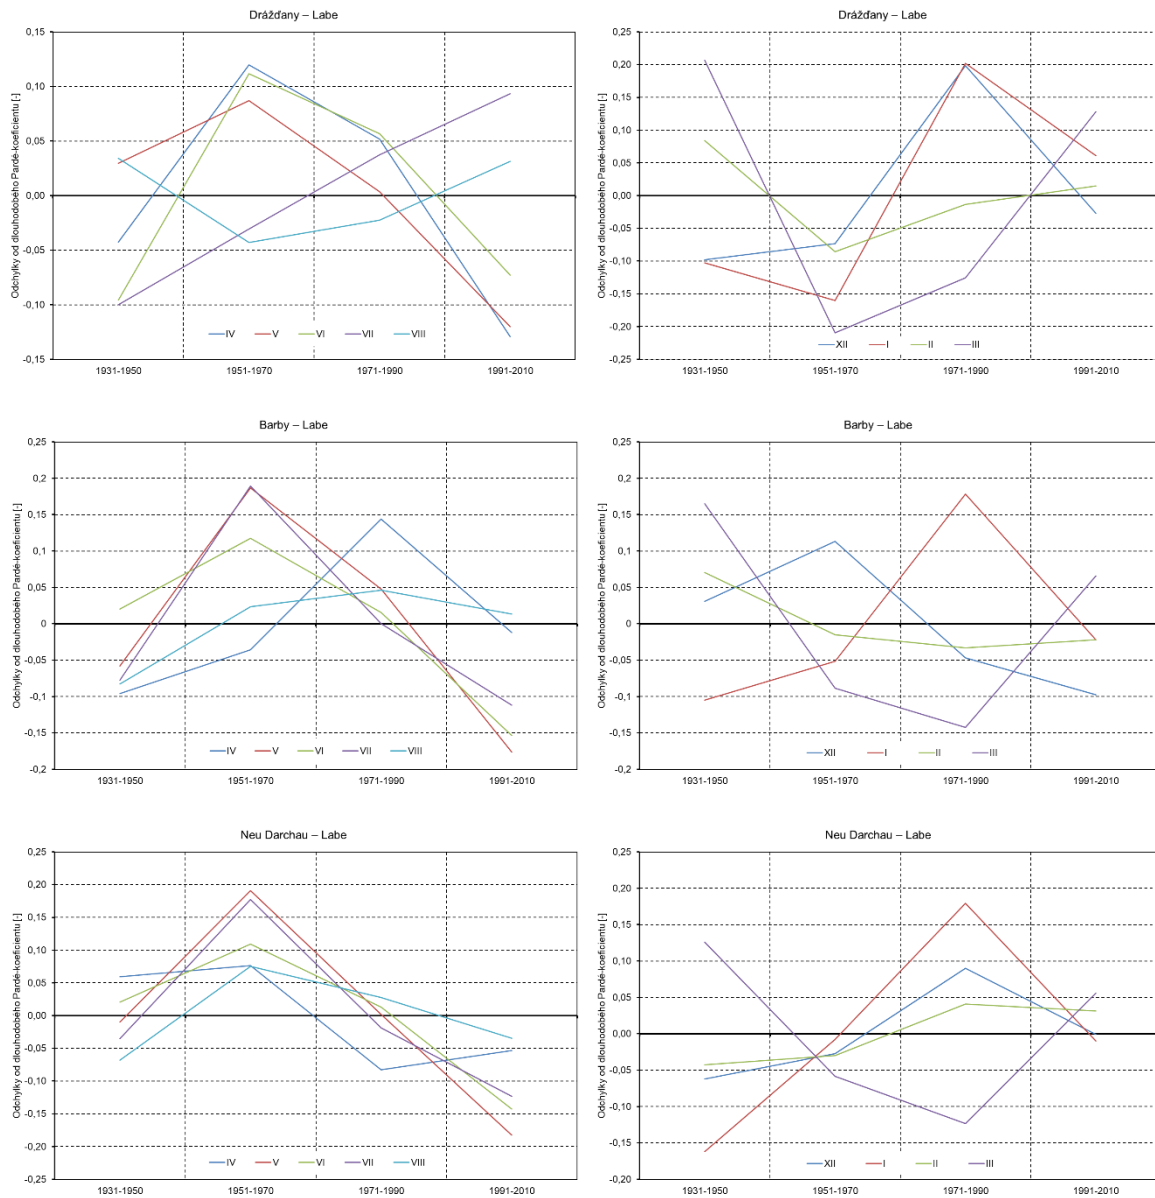 Drážďany – Labe
Odchylky od dlouhodobého Pardé-koeficientu [-]
0,15
0,10
0,05
0,00
-0,05
-0,10
-0,15
IV V VI VII VIII
1931-1950 1951-1970 1971-1990 1991-2010
Drážďany – Labe
Odchylky od dlouhodobého Pardé-koeficientu [-]
0,25
0,20
0,15
0,10
0,05
0,00
-0,05
-0,10
-0,15
-0,20
-0,25
XII I II III
1931-1950 1951-1970 1971-1990 1991-2010
Barby – Labe
Odchylky od dlouhodobého Pardé-koeficientu [-]
0,25
0,2
0,15
0,1
0,05
0
-0,05
-0,1
-0,15
-0,2
IV V VI VII VIII
1931-1950 1951-1970 1971-1990 1991-2010
Barby – Labe
Odchylky od dlouhodobého Pardé-koeficientu [-]
0,25
0,2
0,15
0,1
0,05
0
-0,05
-0,1
-0,15
-0,2
XII I II III
1931-1950 1951-1970 1971-1990 1991-2010
Neu Darchau – Labe
Odchylky od dlouhodobého Pardé-koeficientu [-]
0,25
0,20
0,15
0,10
0,05
0,00
-0,05
-0,10
-0,15
-0,20
-0,25
IV V VI VII VIII
1931-1950 1951-1970 1971-1990 1991-2010
Neu Darchau – Labe
Odchylky od dlouhodobého Pardé-koeficientu [-]
0,25
0,20
0,15
0,10
0,05
0,00
-0,05
-0,10
-0,15
-0,20
XII I II III
1931-1950 1951-1970 1971-1990 1991-2010